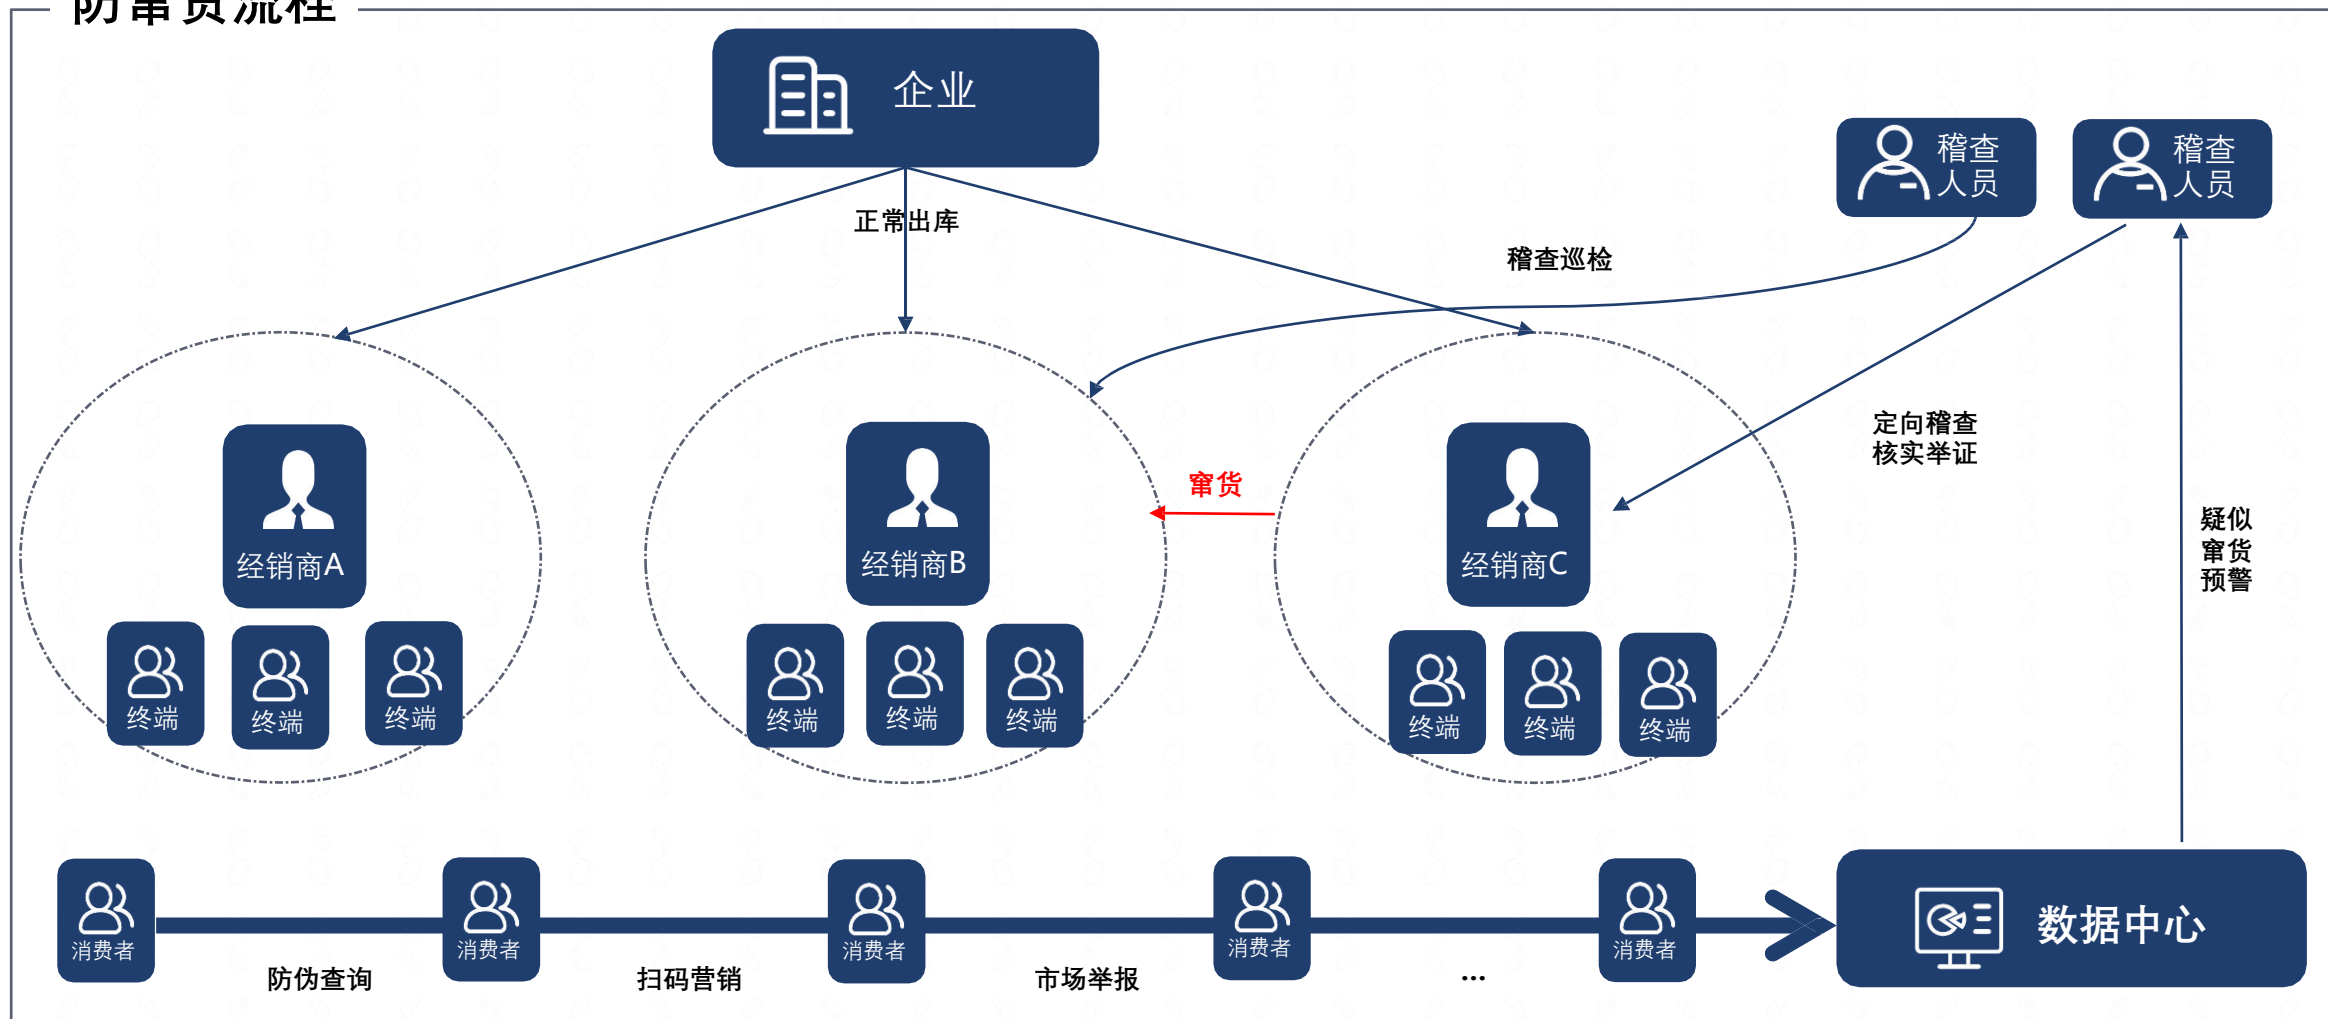 防窜货流程
企业
稽查
人员
稽查
人员
正常出库
稽查巡检
定向稽查
核实举证
窜货
疑似
窜货
预警
经销商A
经销商B
经销商C
终端
终端
终端
终端
终端
终端
终端
终端
终端
消费者
消费者
消费者
消费者
消费者
数据中心
防伪查询
扫码营销
市场举报
...